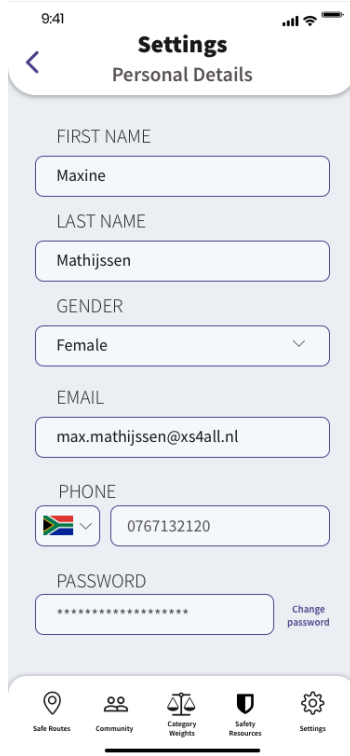 9:41
Settings
Personal Details
FIRST NAME
Maxine
LAST NAME
Mathijssen
GENDER
Female
EMAIL
max.mathijssen@xs4all.nl
PHONE
0767132120
PASSWORD
*******************
Change
password
Safe Routes
Community
Category
Weights
Safety
Resources
Settings